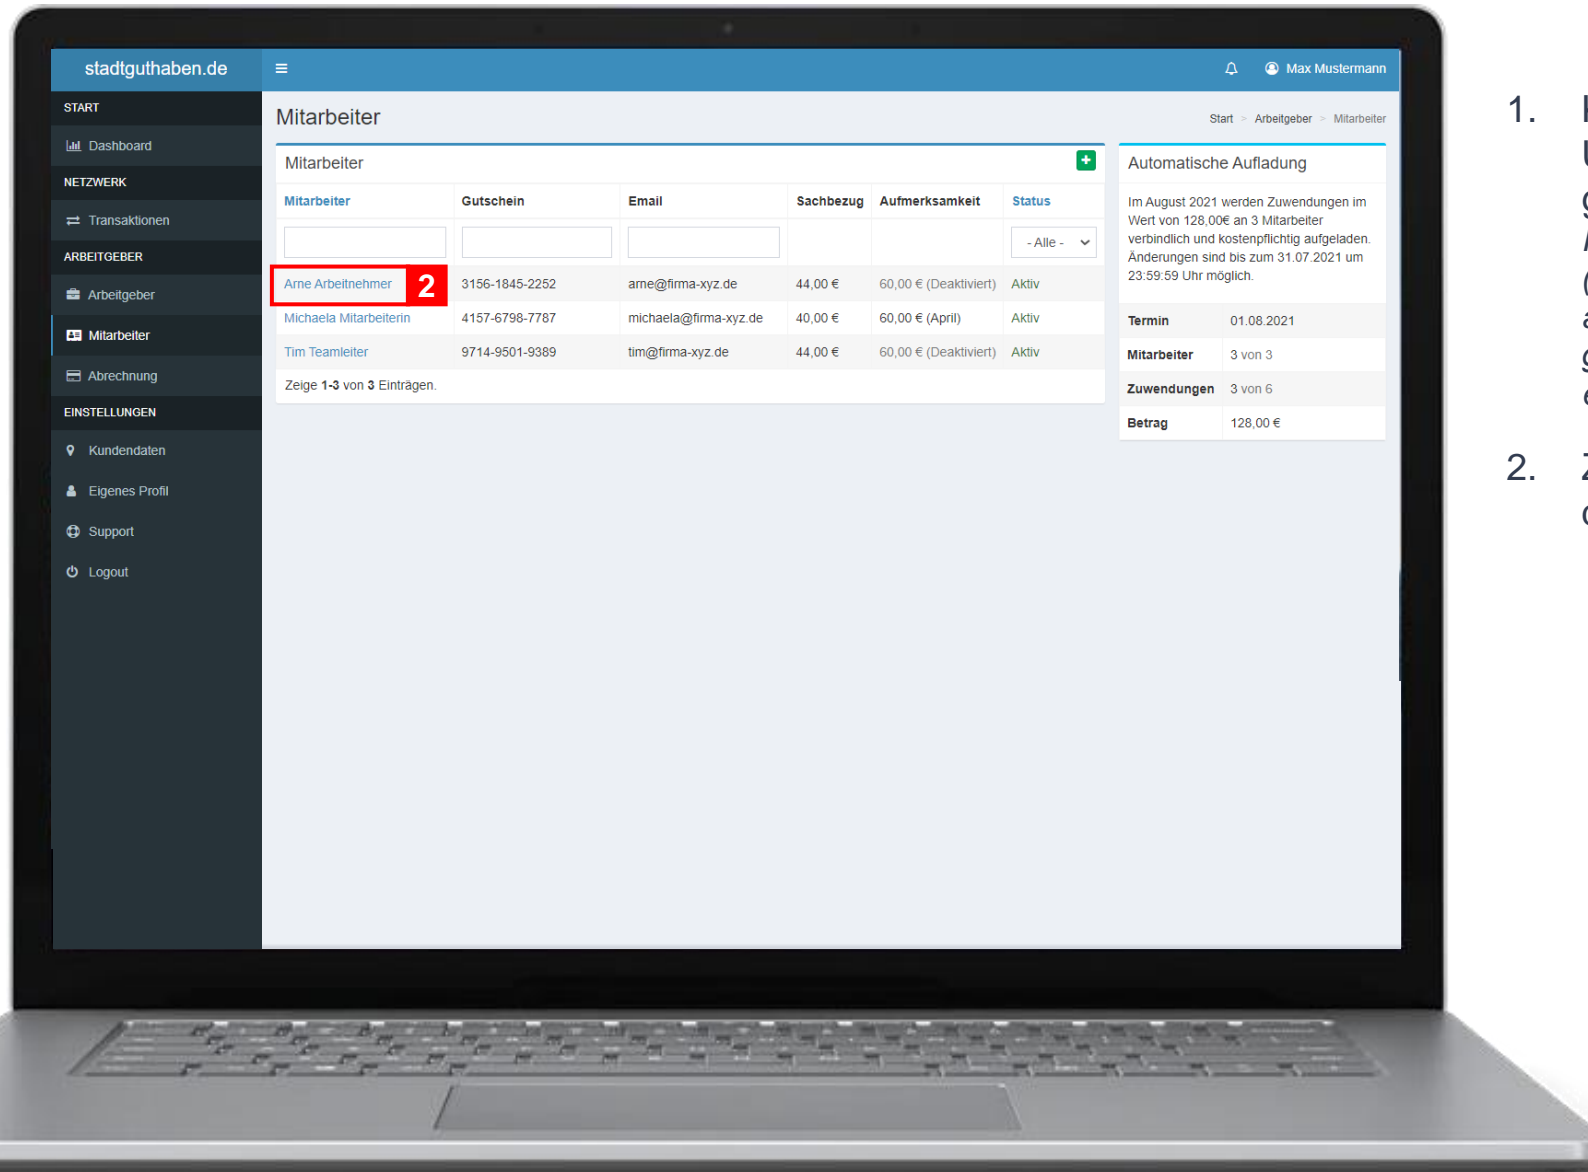 stadtguthaben.de
Max Mustermann
START
Dashboard
NETZWERK
Transaktionen
ARBEITGEBER
Arbeitgeber
Mitarbeiter
Abrechnung
EINSTELLUNGEN
Kundendaten
Eigenes Profil
Support
Logout
Mitarbeiter
Start > Arbeitgeber > Mitarbeiter
Mitarbeiter
Mitarbeiter Gutschein Email Sachbezug Aufmerksamkeit Status
- Alle -
Arne Arbeitnehmer 2 3156-1845-2252 arne@firma-xyz.de 44,00 € 60,00 € (Deaktiviert) Aktiv
Michaela Mitarbeiterin 4157-6798-7787 michaela@firma-xyz.de 40,00 € 60,00 € (April) Aktiv
Tim Teamleiter 9714-9501-9389 tim@firma-xyz.de 44,00 € 60,00 € (Deaktiviert) Aktiv
Zeige 1-3 von 3 Einträgen.
Automatische Aufladung
Im August 2021 werden Zuwendungen im
Wert von 128,00€ an 3 Mitarbeiter
verbindlich und kostenpflichtig aufgeladen.
Änderungen sind bis zum 31.07.2021 um
23:59:59 Uhr möglich.
Termin 01.08.2021
Mitarbeiter 3 von 3
Zuwendungen 3 von 6
Betrag 128,00 €
1.
2.